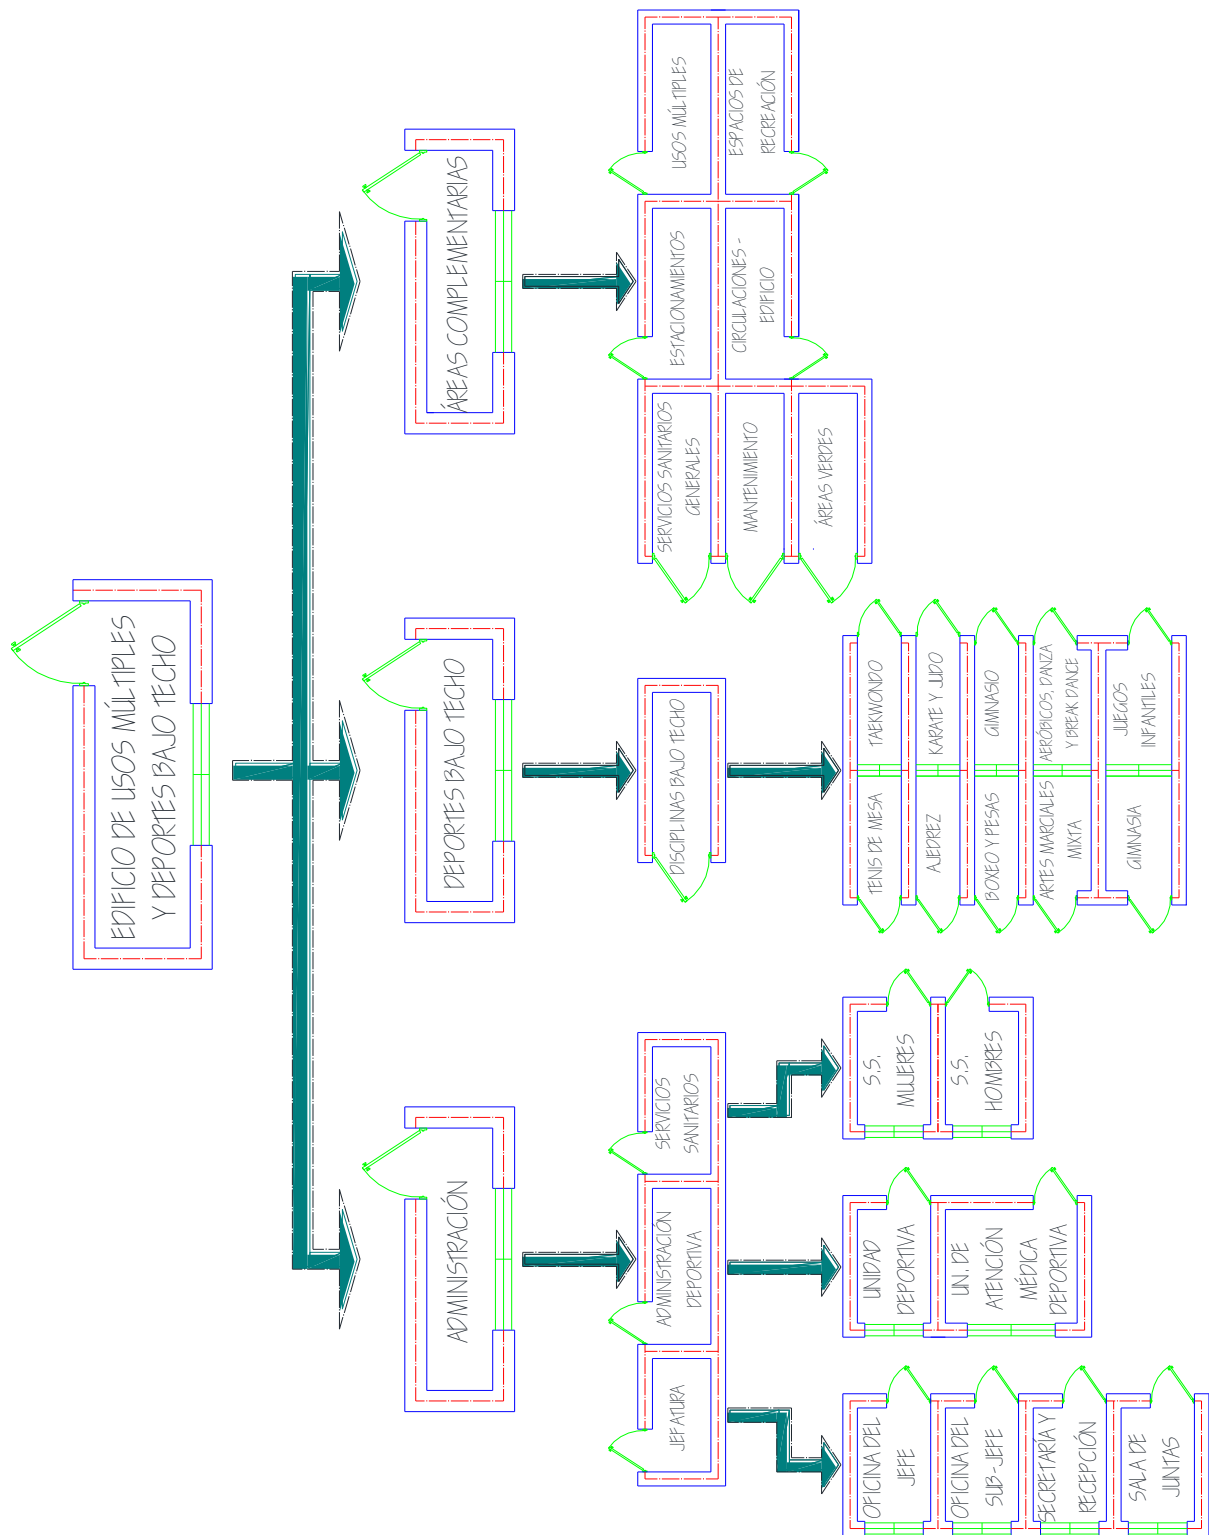 EDIFICIO DE USOS MÚLTIPLES
Y DEPORTES BAJO TECHO
ADMINISTRACIÓN
DEPORTES BAJO TECHO
ÁREAS COMPLEMENTARIAS
JEFATURA
ADMINISTRACIÓN
DEPORTIVA
SERVICIOS
SANITARIOS
DISCIPLINAS BAJO TECHO
SERVICIOS SANITARIOS
GENERALES
MANTENIMIENTO
ÁREAS VERDES
ESTACIONAMIENTOS
CIRCULACIONES -
EDIFICIO
USOS MÚLTIPLES
ESPACIOS DE
RECREACIÓN
OFICINA DEL
JEFE
OFICINA DEL
SUB-JEFE
SECRETARÍA Y
RECEPCIÓN
SALA DE
JUNTAS
UNIDAD
DEPORTIVA
UN. DE
ATENCIÓN
MÉDICA
DEPORTIVA
S.S.
MUJERES
S.S.
HOMBRES
TENIS DE MESA
AJEDREZ
BOXEO Y PESAS
ARTES MARCIALES
MIXTA
GIMNASIA
TAEKWONDO
KARATE Y JUDO
GIMNASIO
AERÓBICOS, DANZA
Y BREAK DANCE
JUEGOS
INFANTILES